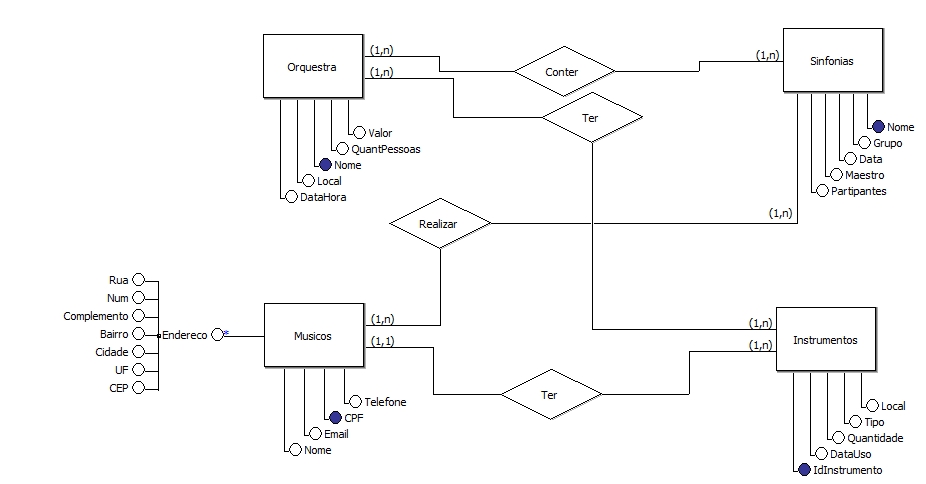 Orquestra
(1,n)
(1,n)
Conter
Ter
(1,n)
Sinfonias
Valor
QuantPessoas
Nome
Local
DataHora
Nome
Grupo
Data
Maestro
Partipantes
Realizar
(1,n)
Rua
Num
Complemento
Bairro
Cidade
UF
CEP
Endereco
*
Musicos
(1,n)
(1,1)
Telefone
CPF
Email
Nome
Ter
(1,n)
(1,n)
Instrumentos
Local
Tipo
Quantidade
DataUso
IdInstrumento